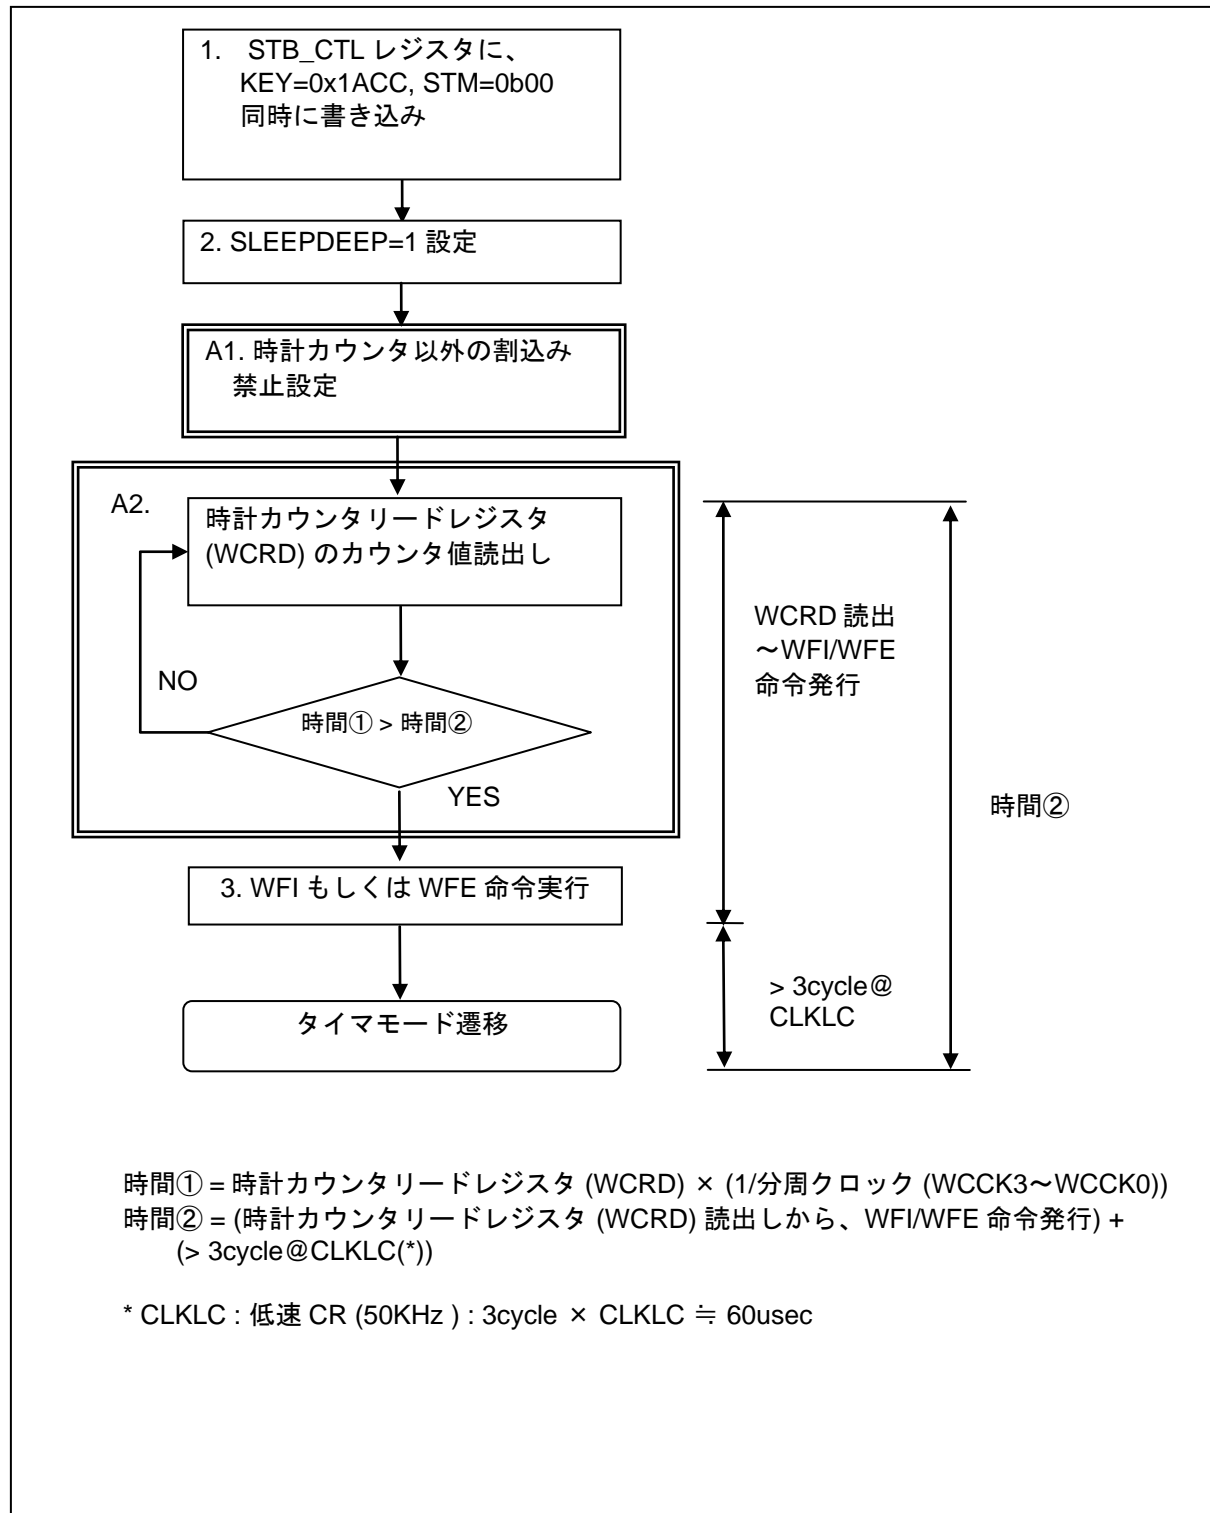 1. STB_CTL レジスタに、
KEY=0x1ACC, STM=0b00
同時に書き込み
2. SLEEPDEEP=1 設定
A1. 時計カウンタ以外の割込み
禁止設定
A2.
時計カウンタリードレジスタ
(WCRD) のカウンタ値読出し
NO
時間① > 時間②
YES
3. WFI もしくは WFE 命令実行
タイマモード遷移
WCRD 読出
～WFI/WFE
命令発行
時間②
> 3cycle@
CLKLC
時間① = 時計カウンタリードレジスタ (WCRD) × (1/分周クロック (WCCK3～WCCK0))
時間② = (時計カウンタリードレジスタ (WCRD) 読出しから、WFI/WFE 命令発行) +
(> 3cycle@CLKLC(*))
* CLKLC : 低速 CR (50KHz ) : 3cycle × CLKLC ≒ 60usec